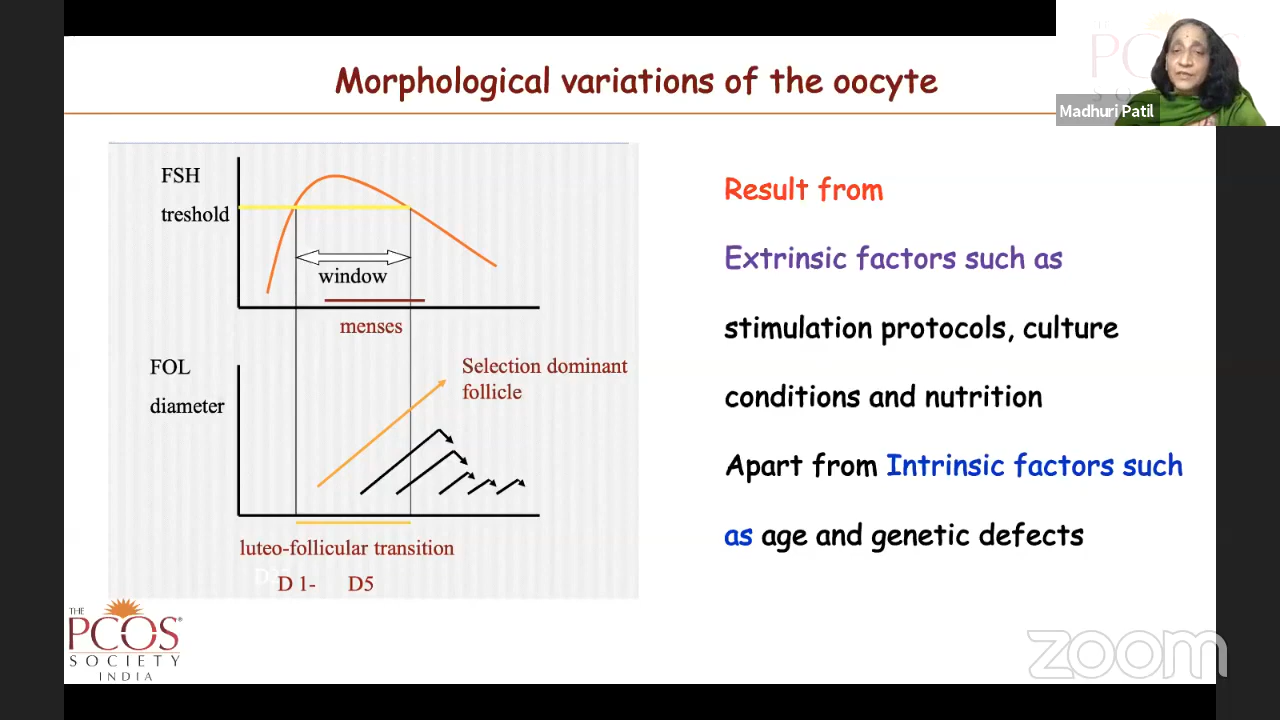 Morphological variations of the oocyte
PCOS
Madhuri Patil
FSH
treshold
window
menses
FOL
diameter
Selection dominant
follicle
luteo-follicular transition
D 1- D5
Result from
Extrinsic factors such as
stimulation protocols, culture
conditions and nutrition
Apart from Intrinsic factors such
as age and genetic defects
THE
PCOS
SOCIETY
INDIA
zoom